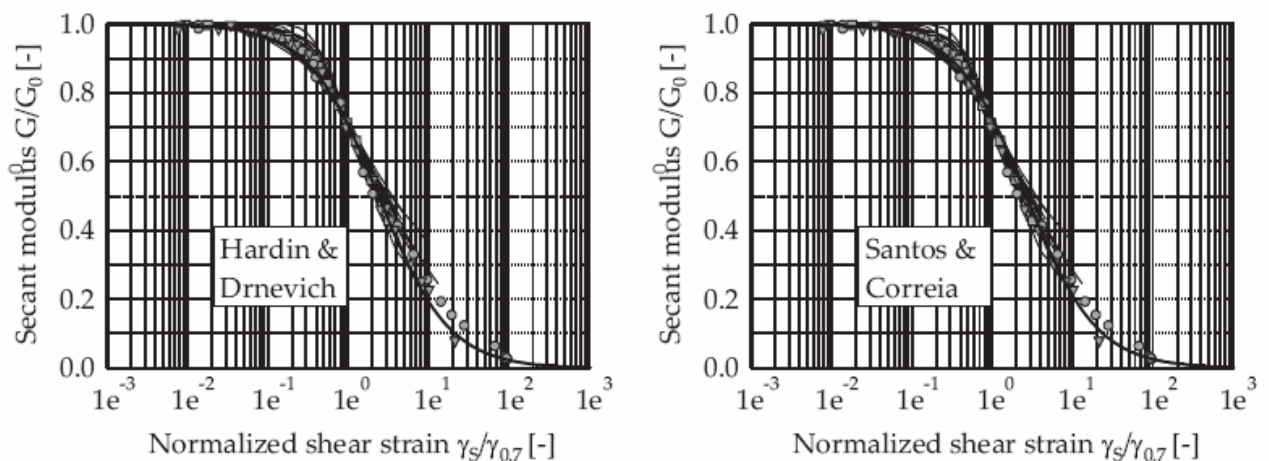 Secant modulus G/G0 [-]
1.0
0.8
0.6
0.4
0.2
0.0
Hardin &
Drnevich
1e-3 1e-2 1e-1 1e0 1e1 1e2 1e3
Normalized shear strain γS/γ0,7 [-]
Secant modulus G/G0 [-]
1.0
0.8
0.6
0.4
0.2
0.0
Santos &
Correia
1e-3 1e-2 1e-1 1e0 1e1 1e2 1e3
Normalized shear strain γS/γ0,7 [-]